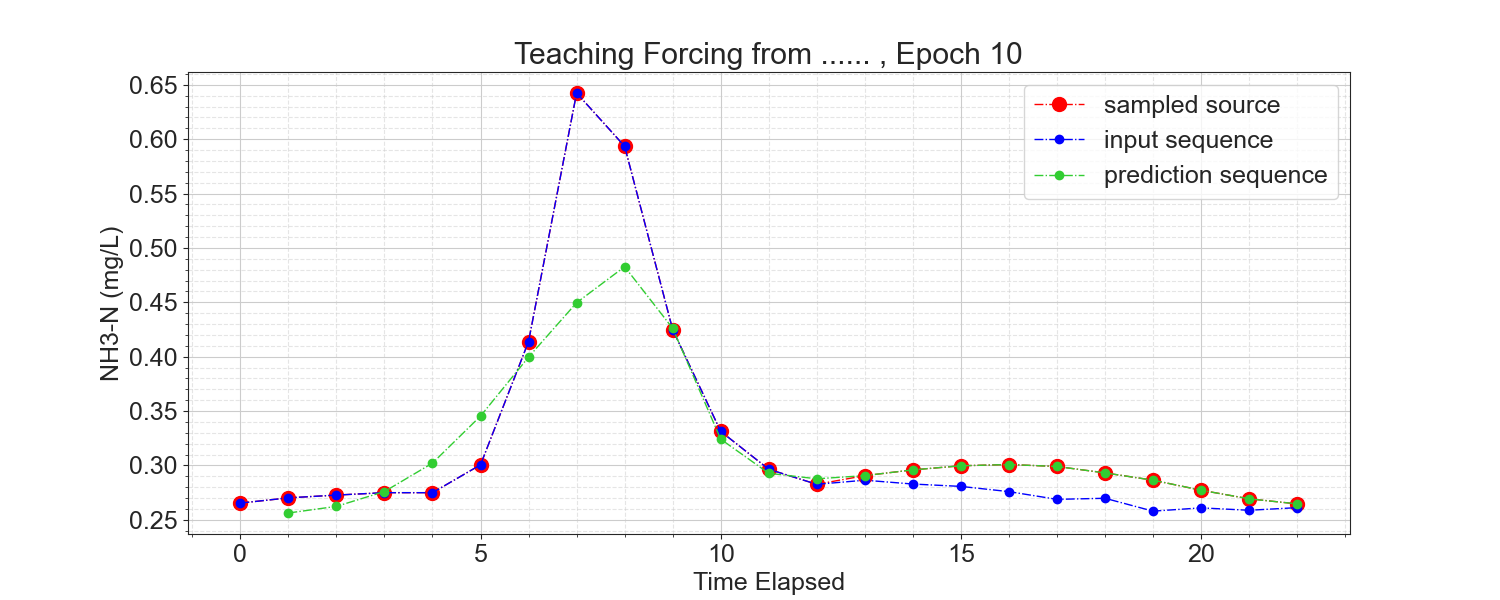 Teaching Forcing from ...... , Epoch 10
sampled source
input sequence
prediction sequence
NH3-N (mg/L)
0.65
0.60
0.55
0.50
0.45
0.40
0.35
0.30
0.25
0 5 10 15 20
Time Elapsed